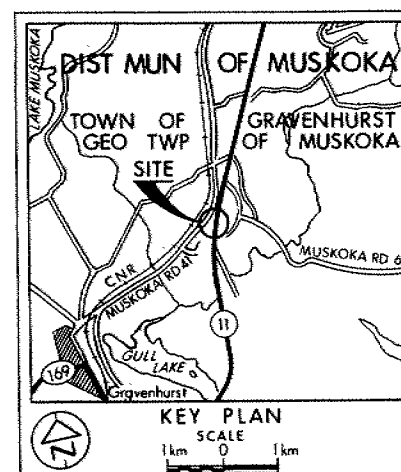 DIST MUN OF MUSKOKA
LAKE MUSKOKA
TOWN OF GRAVENHURST
GEO TWP OF MUSKOKA
SITE
C.N.R
MUSKOKA RD 41
MUSKOKA RD 6
11
GULL LAKE
169
Gravenhurst
KEY PLAN
SCALE
1km 0 1km